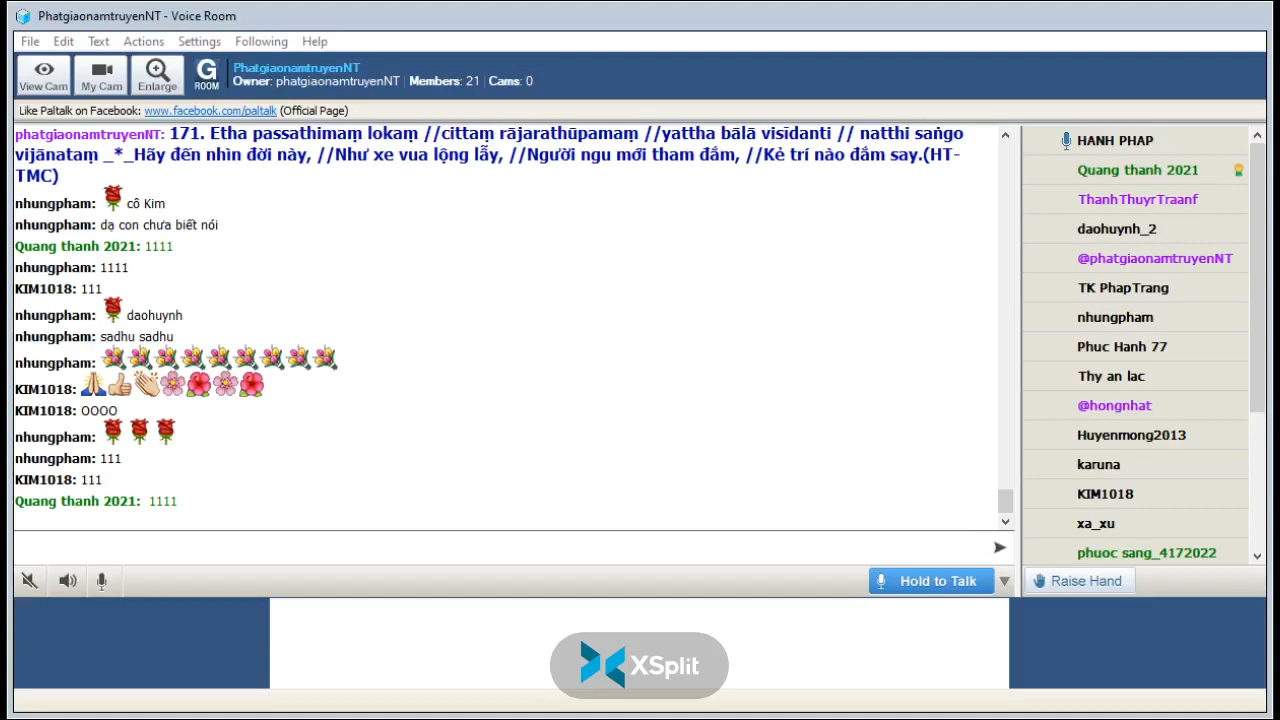 PhatgiaonamtruyenNT - Voice Room
File Edit Text Actions Settings Following Help
View Cam
My Cam
Enlarge
G
ROOM
PhatgiaonamtruyenNT
Owner: phatgiaonamtruyenNT | Members: 21 | Cams: 0
Like Paltalk on Facebook: www.facebook.com/paltalk (Official Page)
phatgiaonamtruyenNT: 171. Etha passathimaṃ lokaṃ //cittaṃ rājarathūpamaṃ //yattha bālā visīdanti // natthi saṅgo
vijānataṃ _*_Hãy đến nhìn đời này, //Như xe vua lộng lẫy, //Người ngu mới tham đắm, //Kẻ trí nào đắm say.(HT-
TMC)
nhungpham: cô Kim
nhungpham: dạ con chưa biết nói
Quang thanh 2021: 1111
nhungpham: 1111
KIM1018: 111
nhungpham: daohuynh
nhungpham: sadhu sadhu
nhungpham:
KIM1018:
KIM1018: OOOO
nhungpham:
nhungpham: 111
KIM1018: 111
Quang thanh 2021: 1111
HANH PHAP
Quang thanh 2021
ThanhThuyrTraanf
daohuynh_2
@phatgiaonamtruyenNT
TK PhapTrang
nhungpham
Phuc Hanh 77
Thy an lac
@hongnhat
Huyenmong2013
karuna
KIM1018
xa_xu
phuoc sang_4172022
Hold to Talk
Raise Hand
XSplit